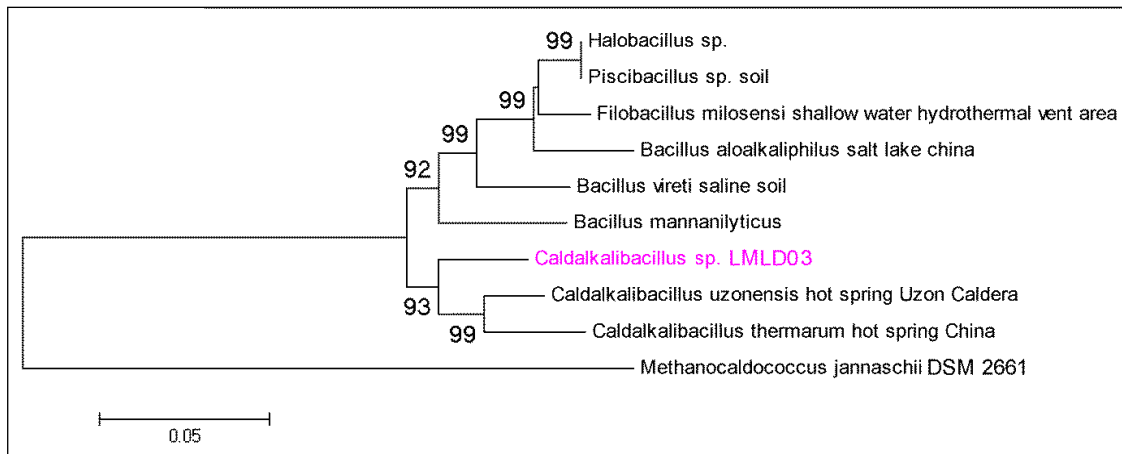 99
Halobacillus sp.
Piscibacillus sp. soil
99
Filobacillus milosensi shallow water hydrothermal vent area
99
Bacillus aloalkaliphilus salt lake china
92
Bacillus vireti saline soil
Bacillus mannanilyticus
Caldalkalibacillus sp. LMLD03
93
Caldalkalibacillus uzonensis hot spring Uzon Caldera
99
Caldalkalibacillus thermarum hot spring China
Methanocaldococcus jannaschii DSM 2661
0.05